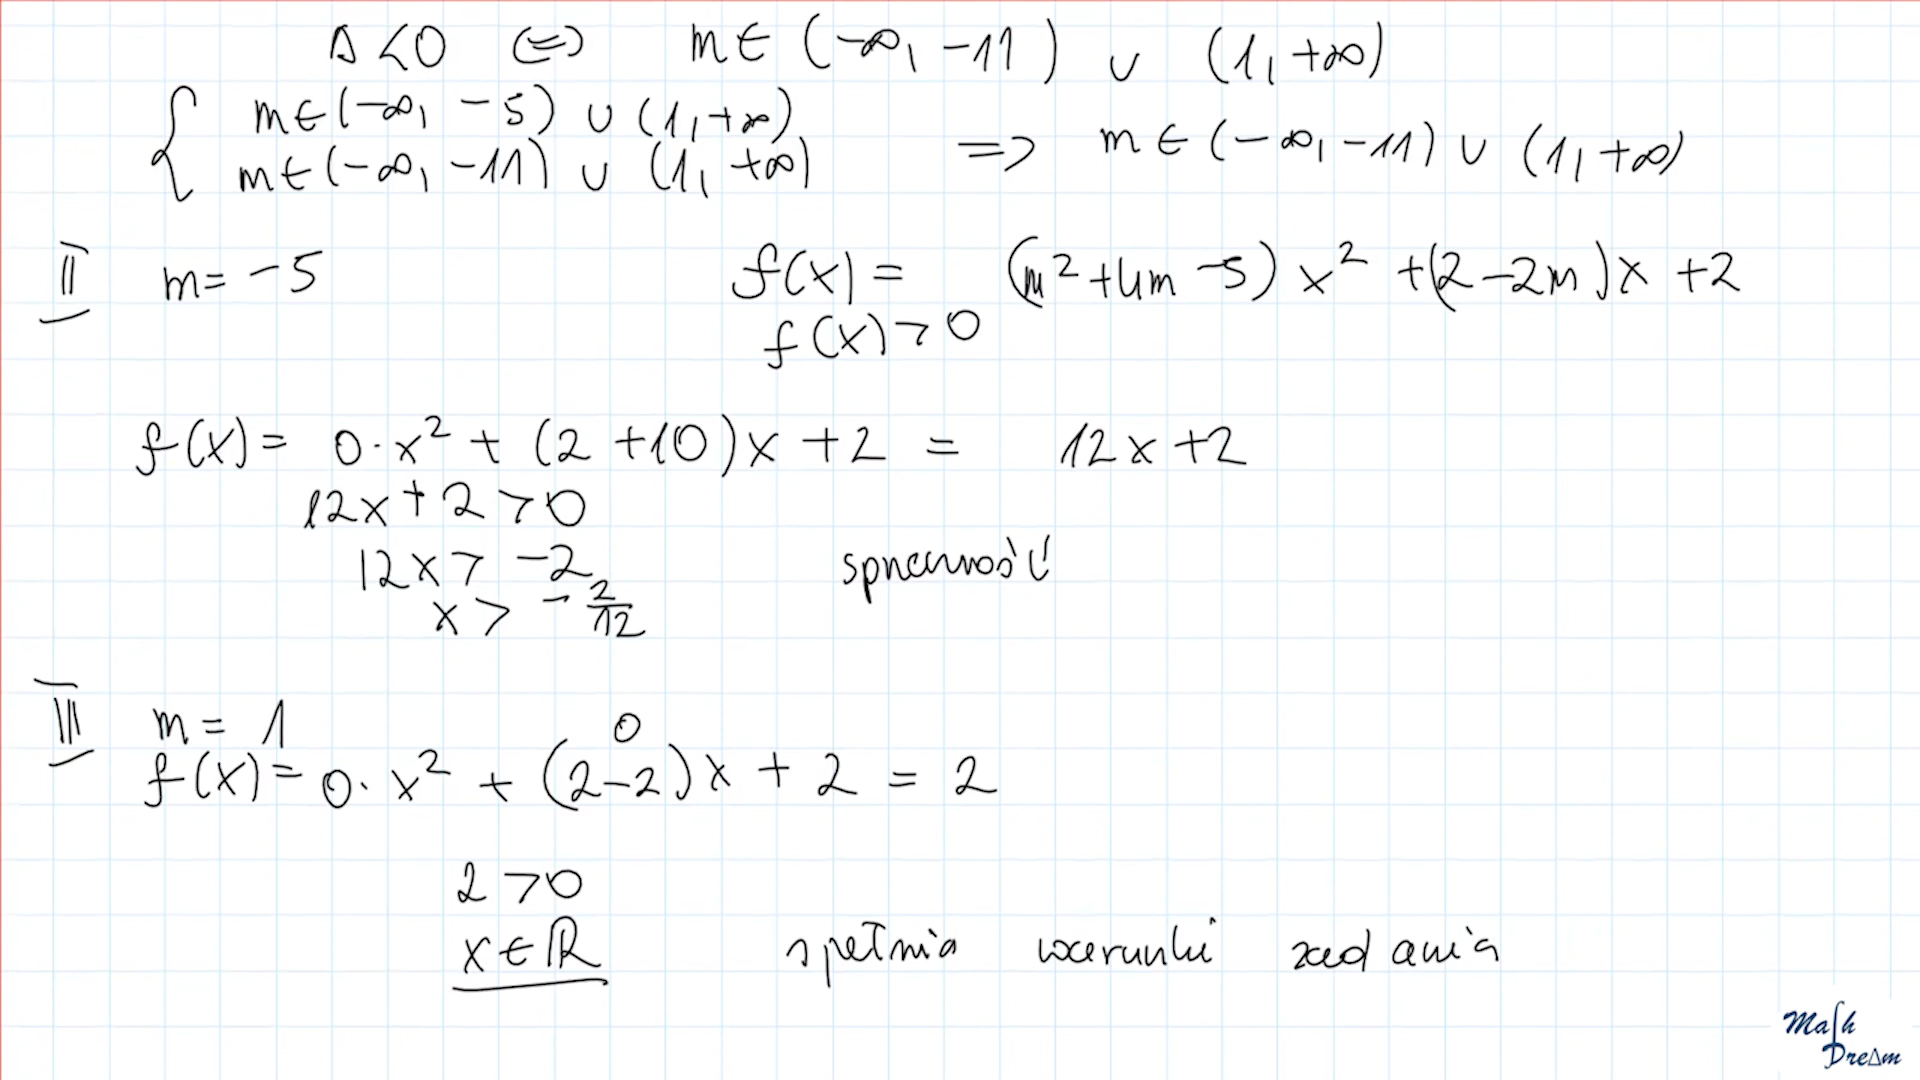 Δ < 0 ⇔ m ∈ (-∞, -11) ∪ (1, +∞)
{ m ∈ (-∞, -5) ∪ (1, +∞)
m ∈ (-∞, -11) ∪ (1, +∞) => m ∈ (-∞, -11) ∪ (1, +∞)
II m = -5 f(x) = (m² + 4m - 5) x² + (2 - 2m) x + 2
f(x) > 0
f(x) = 0 · x² + (2 + 10) x + 2 = 12x + 2
12x + 2 > 0
12x > -2 sprzeczność
x > - 2/12
III m = 1 0
f(x) = 0 · x² + (2 - 2) x + 2 = 2
2 > 0
x ∈ ℝ spełnia warunki zadania
Math
DreΔm